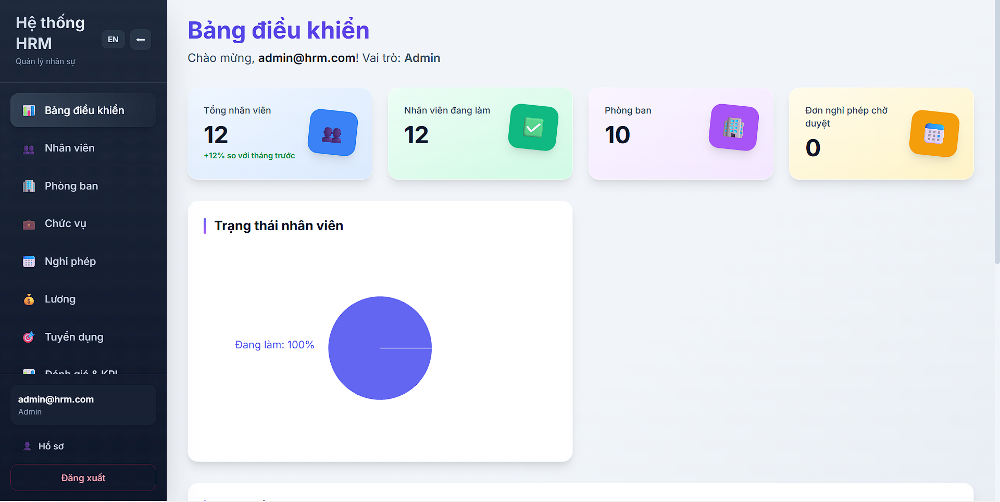 Hệ thống
HRM
EN
Quản lý nhân sự
Bảng điều khiển
Nhân viên
Phòng ban
Chức vụ
Nghỉ phép
Lương
Tuyển dụng
Đánh giá & KPI
admin@hrm.com
Admin
Hồ sơ
Đăng xuất
Bảng điều khiển
Chào mừng, admin@hrm.com! Vai trò: Admin
Tổng nhân viên
12
+12% so với tháng trước
Nhân viên đang làm
12
Phòng ban
10
Đơn nghỉ phép chờ
duyệt
0
Trạng thái nhân viên
Đang làm: 100%